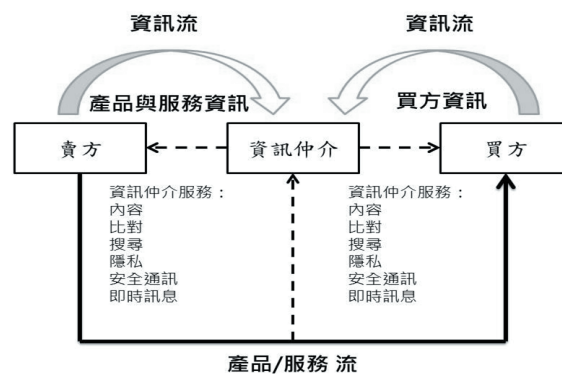 資訊流
資訊流
產品與服務資訊
買方資訊
賣方
資訊仲介
買方
資訊仲介服務：
內容
比對
搜尋
隱私
安全通訊
即時訊息
資訊仲介服務：
內容
比對
搜尋
隱私
安全通訊
即時訊息
產品/服務 流